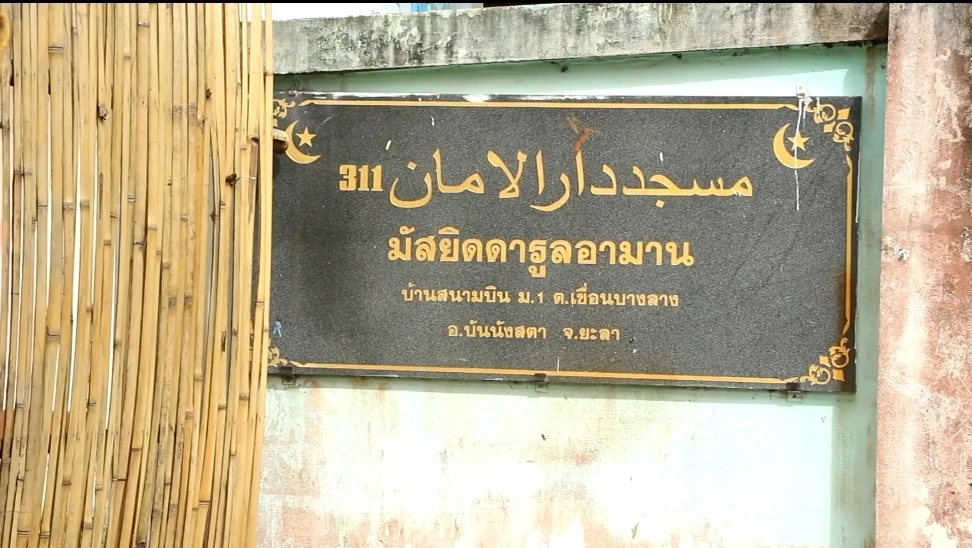 مسجد دارالامان 311
มัสยิดดารูลอามาน
บ้านสนามบิน ม.1 ต.เขื่อนบางลาง
อ.บันนังสตา จ.ยะลา